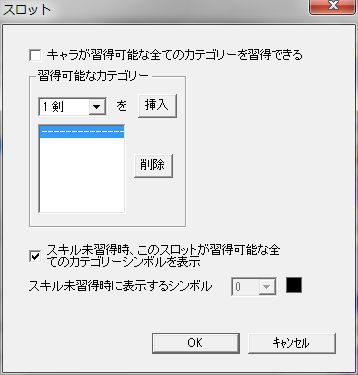 スロット
キャラが習得可能な全てのカテゴリーを習得できる
習得可能なカテゴリー
1 剣 を 挿入
--------------
削除
スキル未習得時、このスロットが習得可能な全
てのカテゴリーシンボルを表示
スキル未習得時に表示するシンボル 0
OK キャンセル